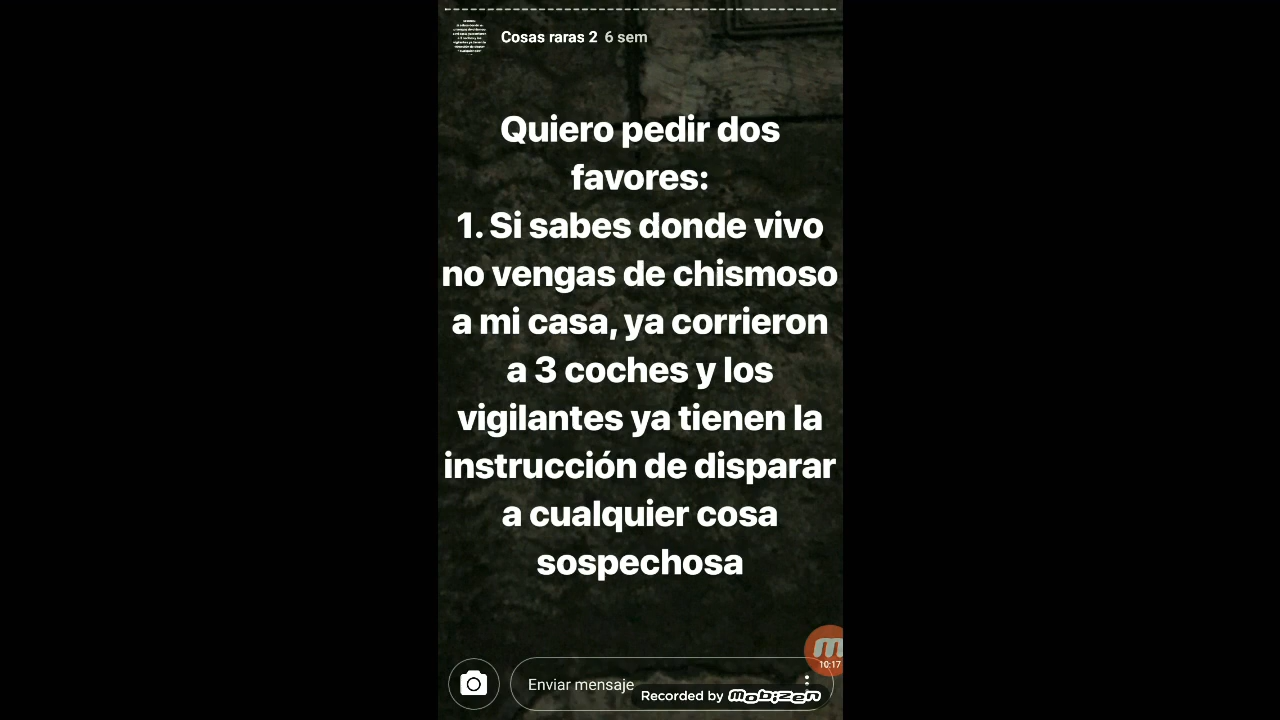 Cosas raras 2 6 sem
Quiero pedir dos
favores:
1. Si sabes donde vivo
no vengas de chismoso
a mi casa, ya corrieron
a 3 coches y los
vigilantes ya tienen la
instrucción de disparar
a cualquier cosa
sospechosa
10:17
Enviar mensaje
Recorded by Mobizen